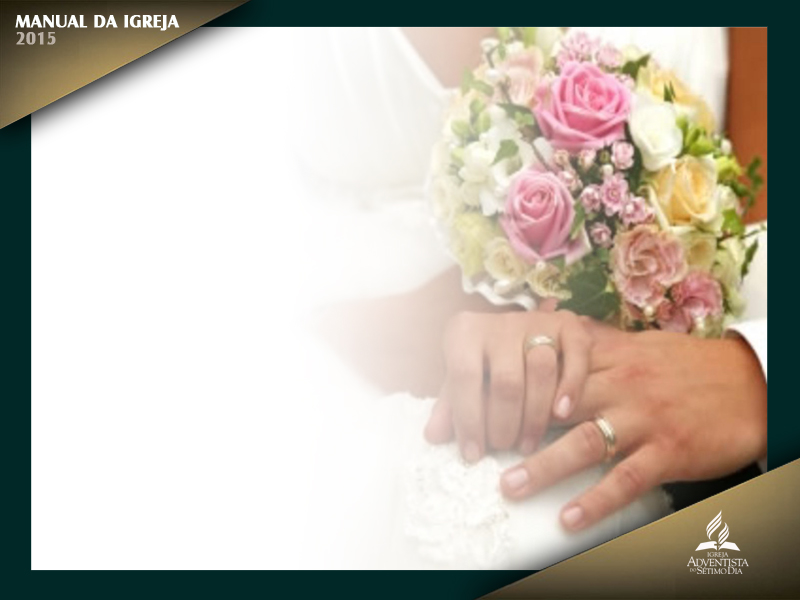 MANUAL DA IGREJA
2015
IGREJA
ADVENTISTA
DO SÉTIMO DIA